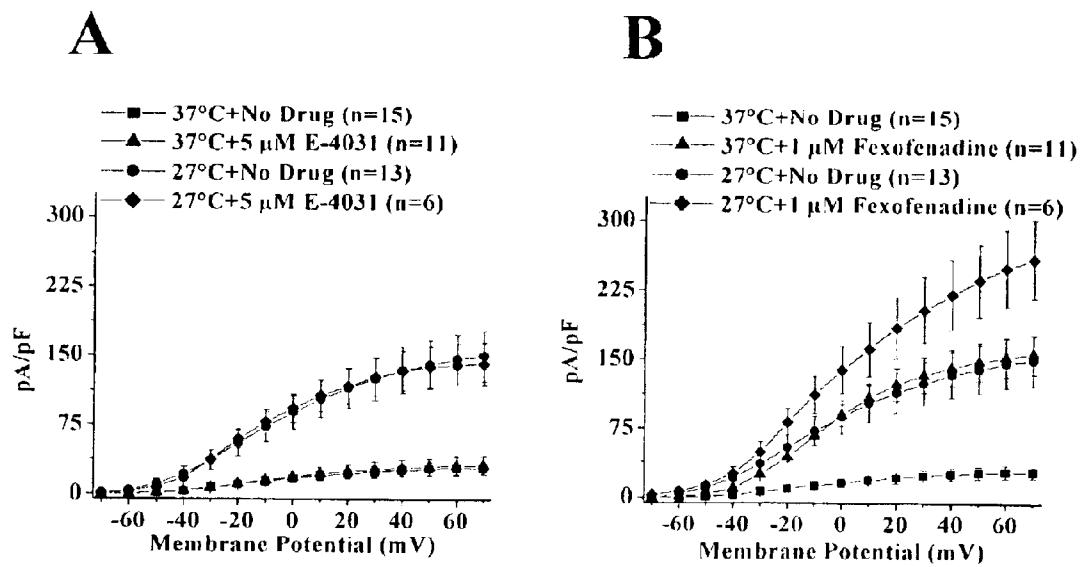 A
37°C+No Drug (n=15)
37°C+5 µM E-4031 (n=11)
27°C+No Drug (n=13)
27°C+5 µM E-4031 (n=6)
300
225
150
75
0
pA/pF
-60 -40 -20 0 20 40 60
Membrane Potential (mV)
B
37°C+No Drug (n=15)
37°C+1 µM Fexofenadine (n=11)
27°C+No Drug (n=13)
27°C+1 µM Fexofenadine (n=6)
300
225
150
75
0
pA/pF
-60 -40 -20 0 20 40 60
Membrane Potential (mV)